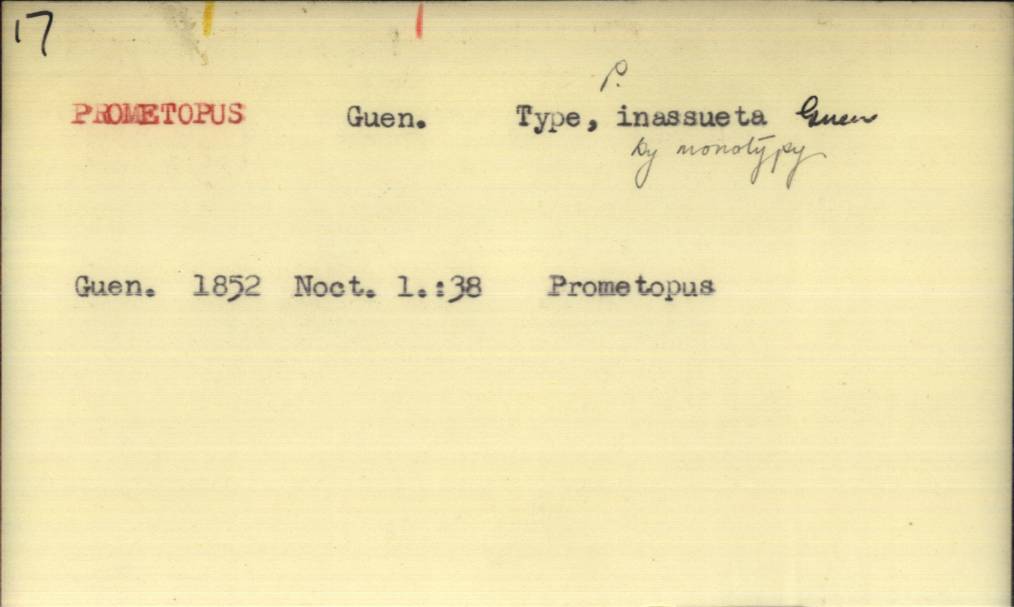 17
P.
PROMETOPUS Guen. Type, inassueta Guen
by monotypy
Guen. 1852 Noct. 1.:38 Prometopus